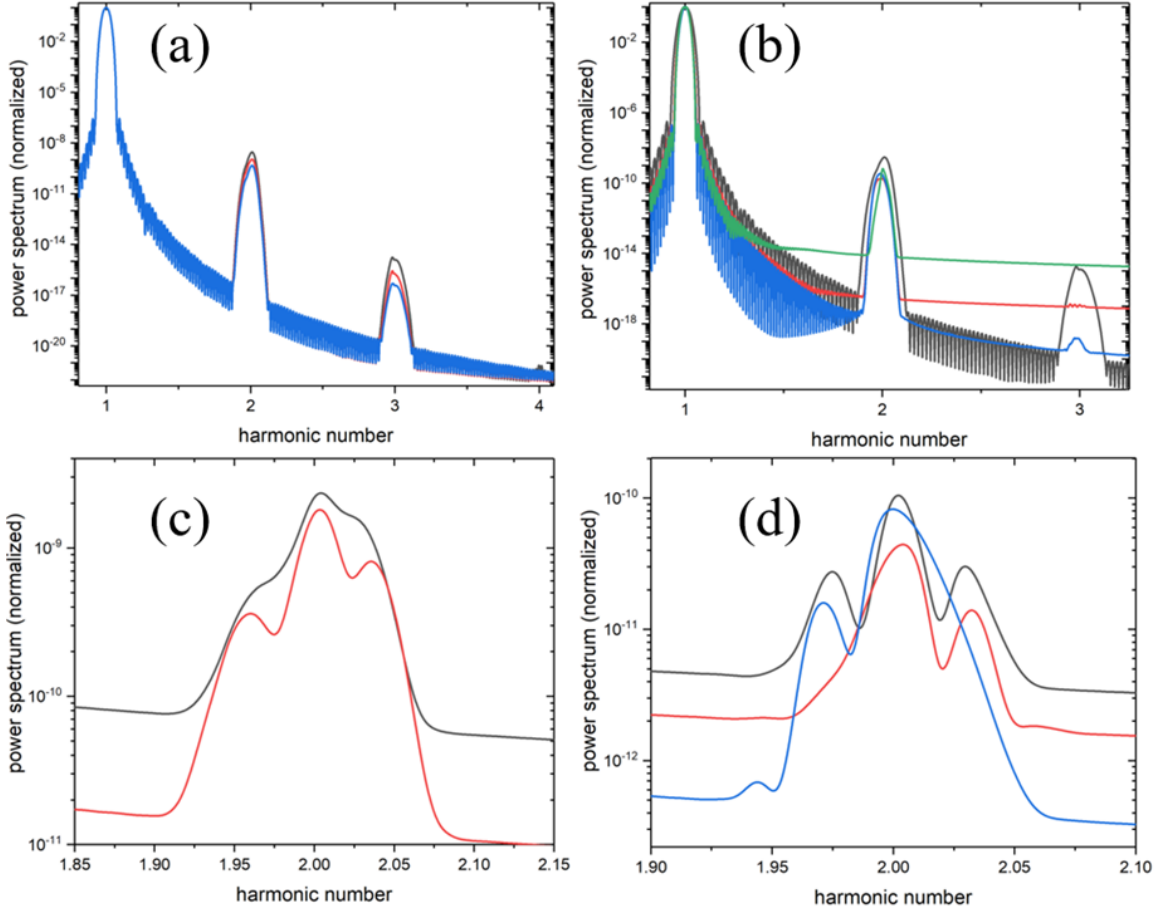 (a)
power spectrum (normalized)
10⁻²
10⁻⁵
10⁻⁸
10⁻¹¹
10⁻¹⁴
10⁻¹⁷
10⁻²⁰
1 2 3 4
harmonic number
(b)
power spectrum (normalized)
10⁻²
10⁻⁶
10⁻¹⁰
10⁻¹⁴
10⁻¹⁸
1 2 3
harmonic number
(c)
power spectrum (normalized)
10⁻⁹
10⁻¹⁰
10⁻¹¹
1.85 1.90 1.95 2.00 2.05 2.10 2.15
harmonic number
(d)
power spectrum (normalized)
10⁻¹⁰
10⁻¹¹
10⁻¹²
1.90 1.95 2.00 2.05 2.10
harmonic number